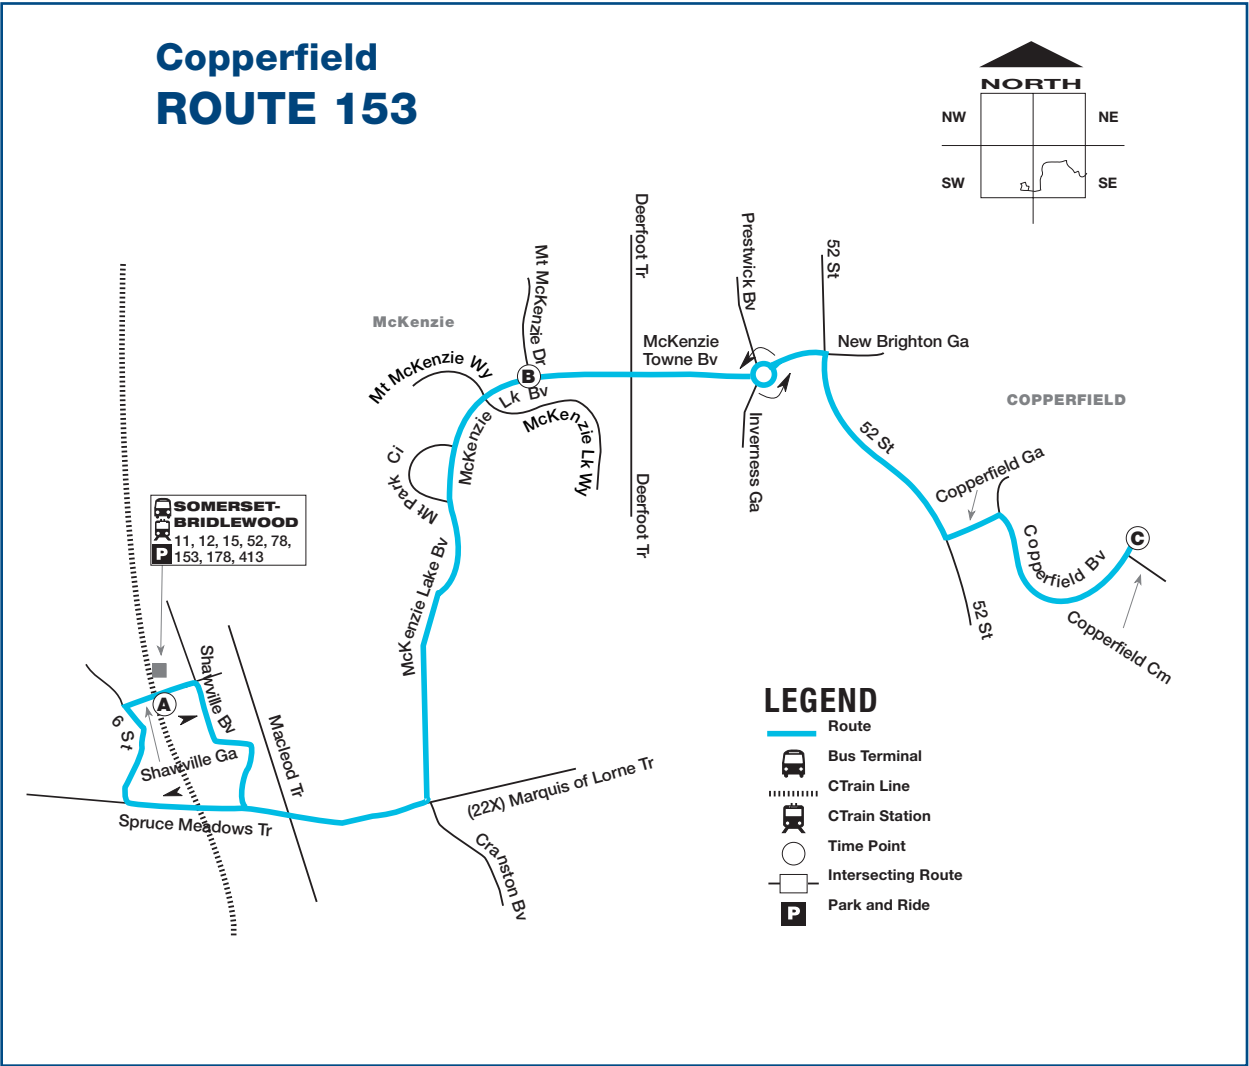 Copperfield
ROUTE 153
NORTH
NW
NE
SW
SE
Deerfoot Tr
Prestwick Bv
52 St
Mt McKenzie Dr
McKenzie
McKenzie
Towne Bv
New Brighton Ga
Mt McKenzie Wy
B
Lk Bv
McKenzie
McKenzie Lk Wy
COPPERFIELD
Inverness Ga
52 St
Mt Park Ci
Copperfield Ga
Deerfoot Tr
SOMERSET-
BRIDLEWOOD
11, 12, 15, 52, 78,
P
153, 178, 413
McKenzie Lake Bv
Copperfield Bv
C
52 St
Copperfield Cm
Shawville Bv
A
6 St
Shawville Ga
Macleod Tr
(22X) Marquis of Lorne Tr
Spruce Meadows Tr
Cranston Bv
LEGEND
Route
Bus Terminal
CTrain Line
CTrain Station
Time Point
Intersecting Route
P
Park and Ride